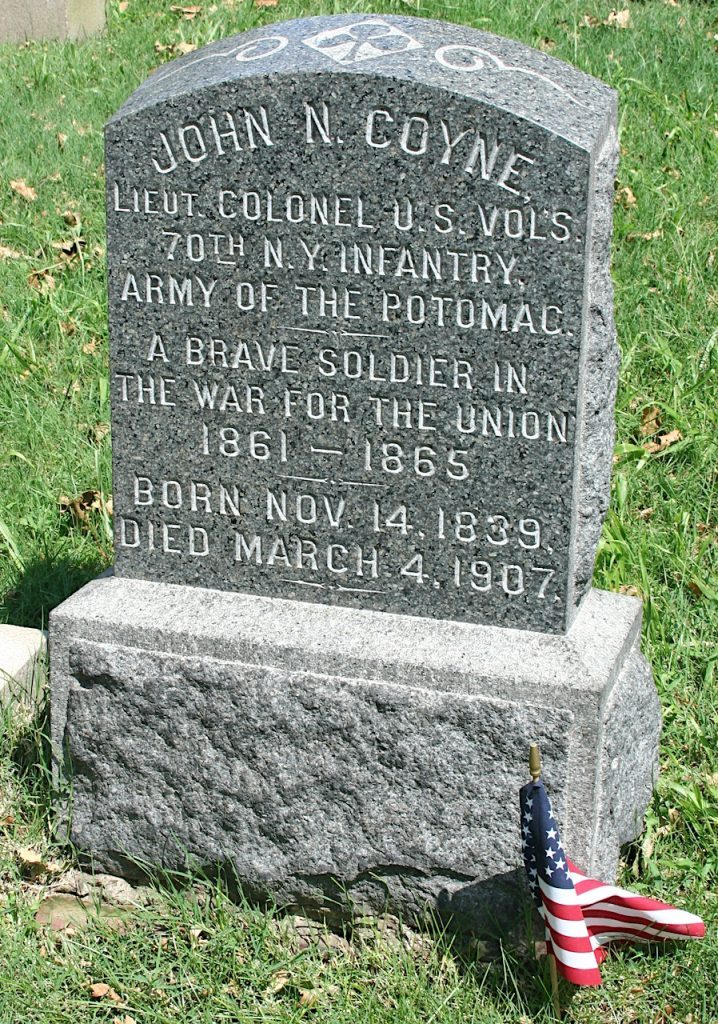 JOHN N. COYNE,
LIEUT. COLONEL U.S. VOL'S.
70TH N.Y. INFANTRY,
ARMY OF THE POTOMAC.
A BRAVE SOLDIER IN
THE WAR FOR THE UNION
1861 — 1865
BORN NOV. 14, 1839.
DIED MARCH 4, 1907.